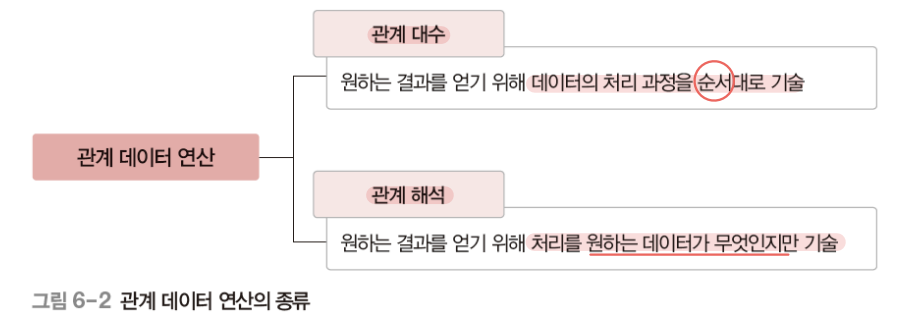 관계 대수
원하는 결과를 얻기 위해 데이터의 처리 과정을 순서대로 기술
관계 데이터 연산
관계 해석
원하는 결과를 얻기 위해 처리를 원하는 데이터가 무엇인지만 기술
그림 6-2 관계 데이터 연산의 종류